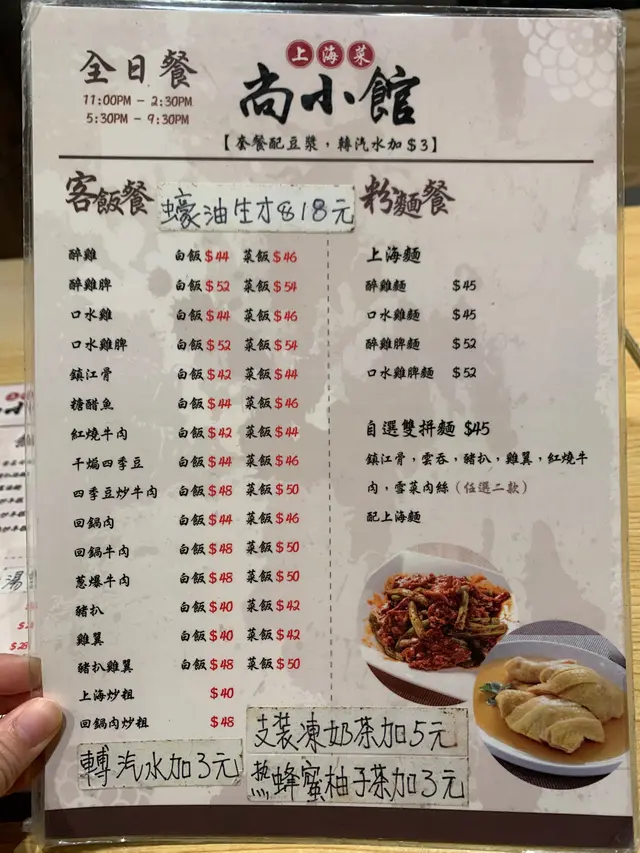 全日餐
11:00PM - 2:30PM
5:30PM - 9:30PM
上海菜
尚小館
【套餐配豆漿，轉汽水加$3】
客飯餐
蠔油生才 18元
醉雞 白飯$44 菜飯$46
醉雞脾 白飯$52 菜飯$54
口水雞 白飯$44 菜飯$46
口水雞脾 白飯$52 菜飯$54
鎮江骨 白飯$42 菜飯$44
糖醋魚 白飯$44 菜飯$46
紅燒牛肉 白飯$42 菜飯$44
干煸四季豆 白飯$44 菜飯$46
四季豆炒牛肉 白飯$48 菜飯$50
回鍋肉 白飯$44 菜飯$46
回鍋牛肉 白飯$48 菜飯$50
蔥爆牛肉 白飯$48 菜飯$50
豬扒 白飯$40 菜飯$42
雞翼 白飯$40 菜飯$42
豬扒雞翼 白飯$48 菜飯$50
上海炒粗 $40
回鍋肉炒粗 $48
轉汽水加3元
粉麵餐
上海麵
醉雞麵 $45
口水雞麵 $45
醉雞脾麵 $52
口水雞脾麵 $52
自選雙拼麵 $45
鎮江骨，雲吞，豬扒，雞翼，紅燒牛
肉，雪菜肉絲（任選二款）
配上海麵
支装凍奶茶加5元
熱蜂蜜柚子茶加3元
湯